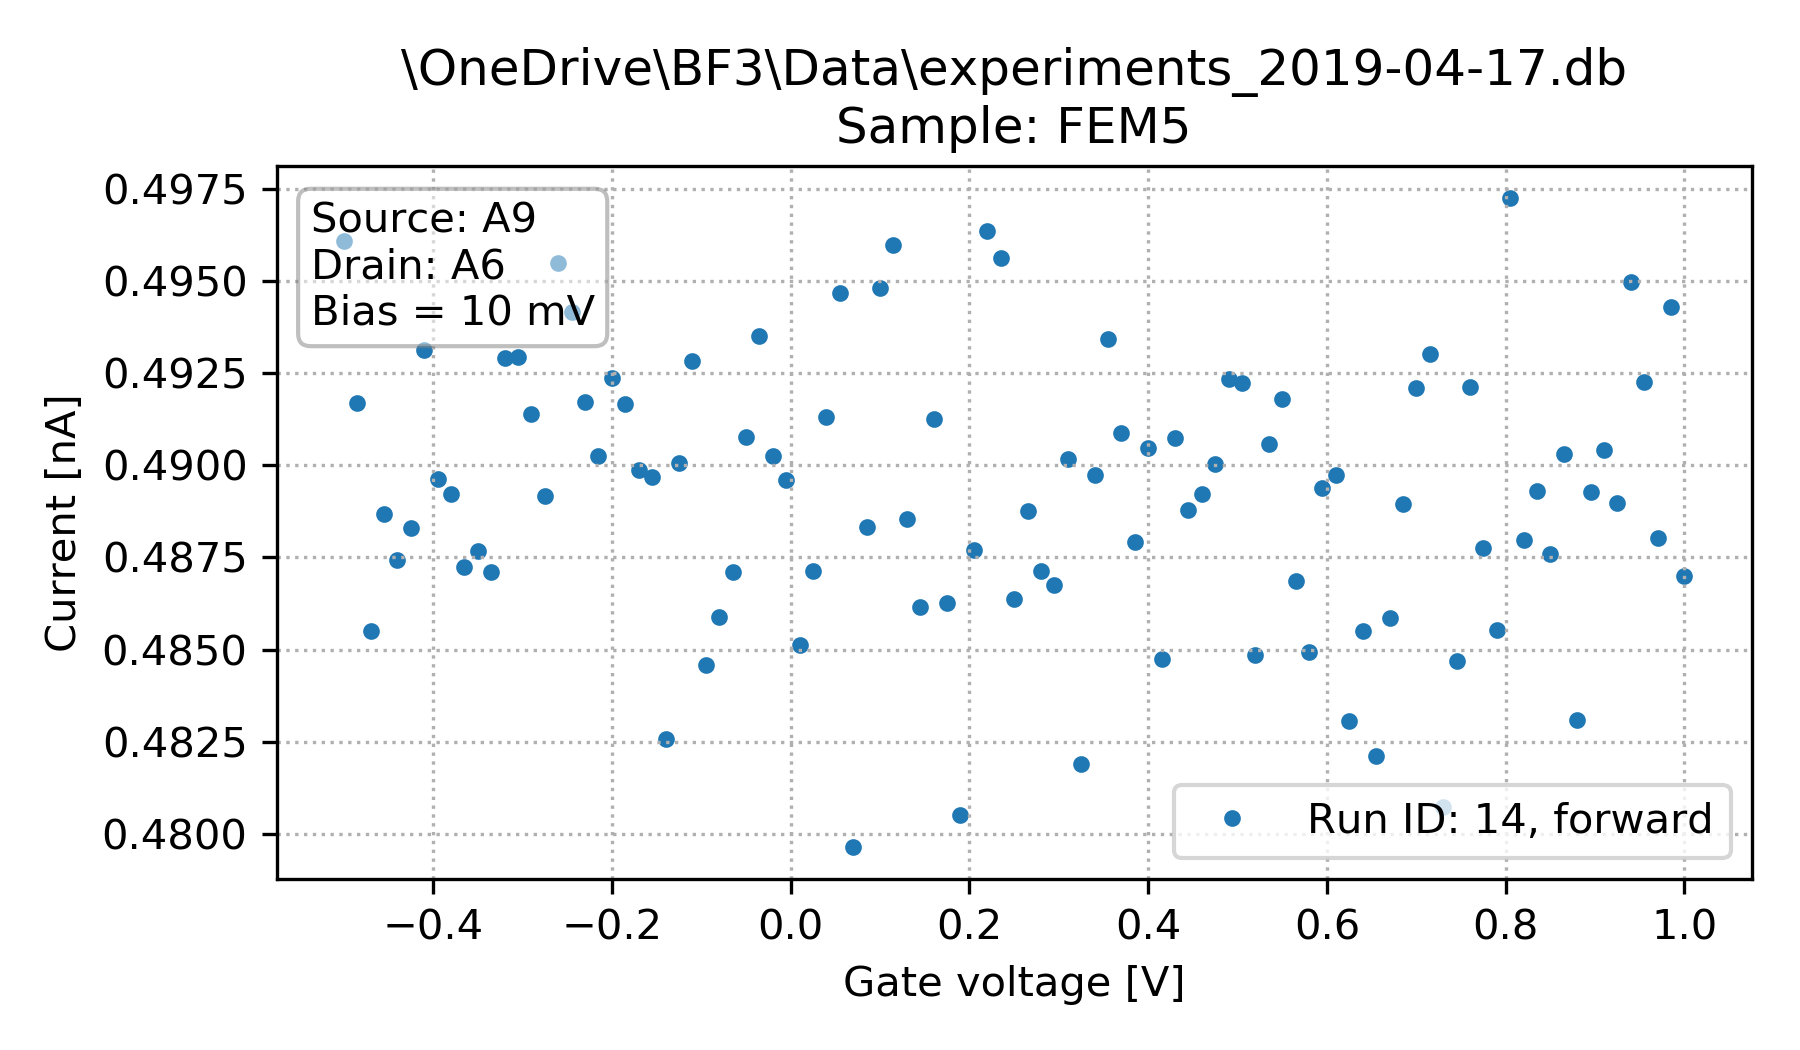 \OneDrive\BF3\Data\experiments_2019-04-17.db
Sample: FEM5
Source: A9
Drain: A6
Bias = 10 mV
0.4975
0.4950
0.4925
0.4900
0.4875
0.4850
0.4825
0.4800
Current [nA]
Run ID: 14, forward
−0.4 −0.2 0.0 0.2 0.4 0.6 0.8 1.0
Gate voltage [V]